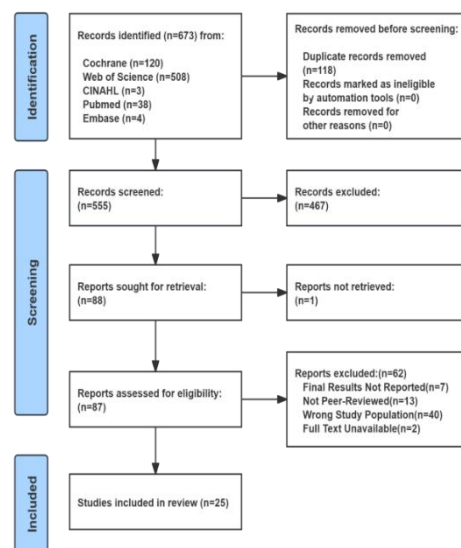 Identification
Records identified (n=673) from:
Cochrane (n=120)
Web of Science (n=508)
CINAHL (n=3)
Pubmed (n=38)
Embase (n=4)
Records removed before screening:
Duplicate records removed
(n=118)
Records marked as ineligible
by automation tools (n=0)
Records removed for
other reasons (n=0)
Screening
Records screened:
(n=555)
Records excluded:
(n=467)
Reports sought for retrieval:
(n=88)
Reports not retrieved:
(n=1)
Reports assessed for eligibility:
(n=87)
Reports excluded:(n=62)
Final Results Not Reported(n=7)
Not Peer-Reviewed(n=13)
Wrong Study Population(n=40)
Full Text Unavailable(n=2)
Included
Studies included in review (n=25)